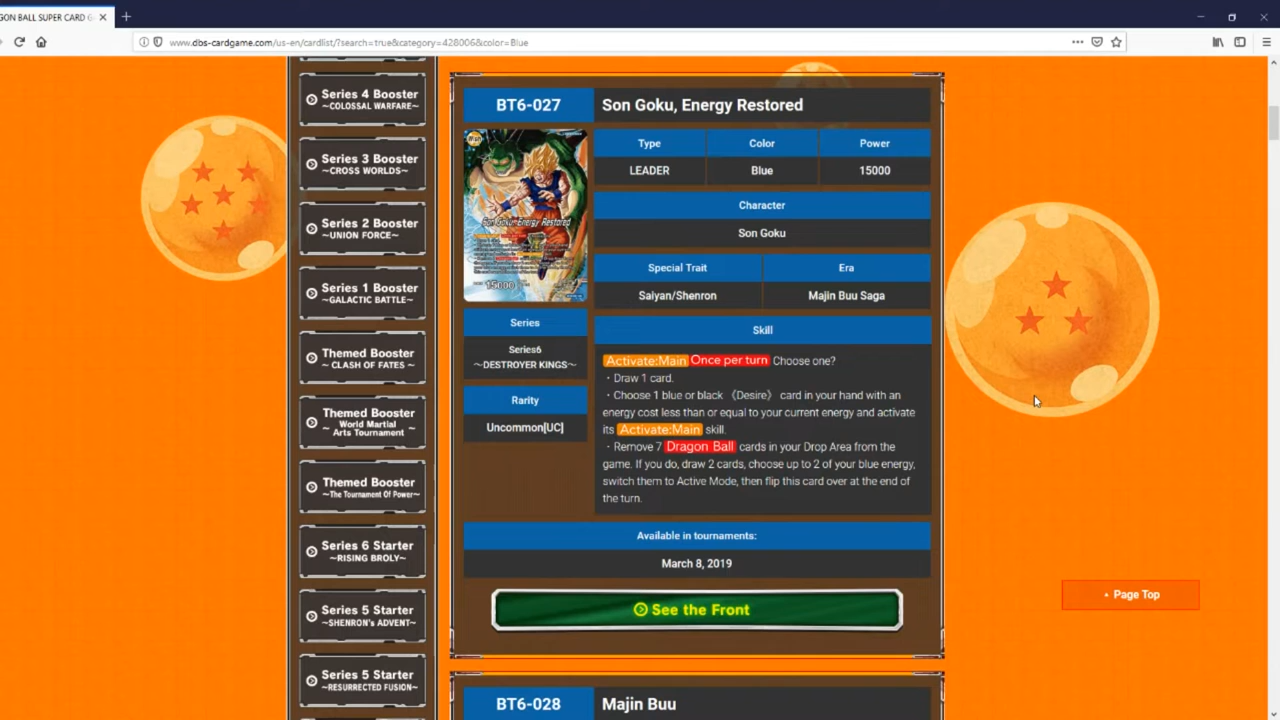 GON BALL SUPER CARD G
www.dbs-cardgame.com/us-en/cardlist/?search=true&category=428006&color=Blue
Series 4 Booster
~COLOSSAL WARFARE~
Series 3 Booster
~CROSS WORLDS~
Series 2 Booster
~UNION FORCE~
Series 1 Booster
~GALACTIC BATTLE~
Themed Booster
~ CLASH OF FATES ~
Themed Booster
~ World Martial Arts Tournament ~
Themed Booster
~The Tournament Of Power~
Series 6 Starter
~RISING BROLY~
Series 5 Starter
~SHENRON's ADVENT~
Series 5 Starter
~RESURRECTED FUSION~
BT6-027 Son Goku, Energy Restored
Son Goku, Energy Restored
15000
Type Color Power
LEADER Blue 15000
Character
Son Goku
Special Trait Era
Saiyan/Shenron Majin Buu Saga
Series
Series6
~DESTROYER KINGS~
Rarity
Uncommon[UC]
Skill
Activate:Main Once per turn Choose one?
・Draw 1 card.
・Choose 1 blue or black 《Desire》 card in your hand with an
energy cost less than or equal to your current energy and activate
its Activate:Main skill.
・Remove 7 Dragon Ball cards in your Drop Area from the
game. If you do, draw 2 cards, choose up to 2 of your blue energy,
switch them to Active Mode, then flip this card over at the end of
the turn.
Available in tournaments:
March 8, 2019
See the Front
Page Top
BT6-028 Majin Buu